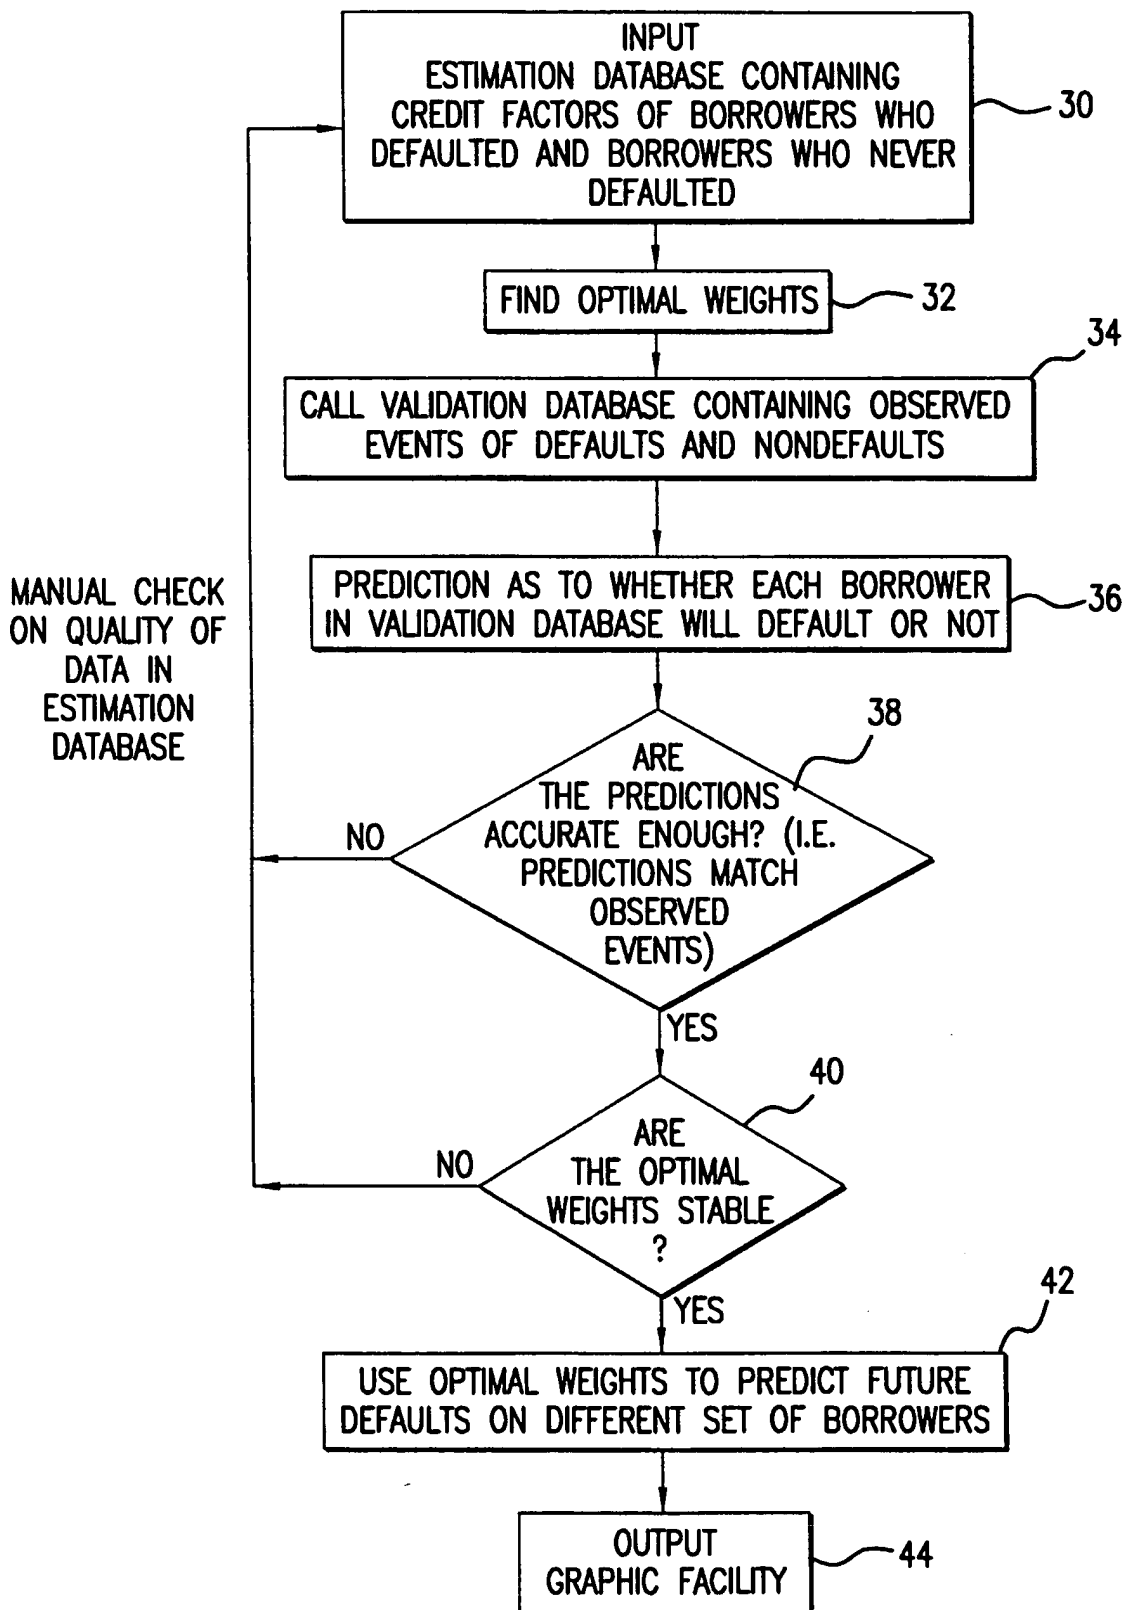 INPUT
ESTIMATION DATABASE CONTAINING
CREDIT FACTORS OF BORROWERS WHO
DEFAULTED AND BORROWERS WHO NEVER
DEFAULTED
30
FIND OPTIMAL WEIGHTS
32
34
CALL VALIDATION DATABASE CONTAINING OBSERVED
EVENTS OF DEFAULTS AND NONDEFAULTS
PREDICTION AS TO WHETHER EACH BORROWER
IN VALIDATION DATABASE WILL DEFAULT OR NOT
36
MANUAL CHECK
ON QUALITY OF
DATA IN
ESTIMATION
DATABASE
38
ARE
THE PREDICTIONS
ACCURATE ENOUGH? (I.E.
PREDICTIONS MATCH
OBSERVED
EVENTS)
NO
YES
40
ARE
THE OPTIMAL
WEIGHTS STABLE
?
NO
YES
42
USE OPTIMAL WEIGHTS TO PREDICT FUTURE
DEFAULTS ON DIFFERENT SET OF BORROWERS
OUTPUT
GRAPHIC FACILITY
44